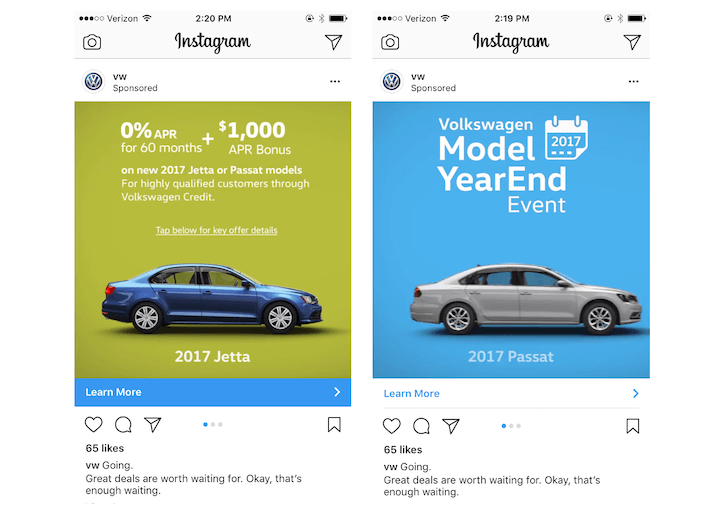 ●●●○○ Verizon 2:20 PM
Instagram
vw
Sponsored
0% APR
for 60 months
+
$1,000
APR Bonus
on new 2017 Jetta or Passat models
For highly qualified customers through
Volkswagen Credit.
Tap below for key offer details
2017 Jetta
Learn More
65 likes
vw Going.
Great deals are worth waiting for. Okay, that's
enough waiting.
●●●○○ Verizon 2:19 PM
Instagram
vw
Sponsored
Volkswagen
Model
2017
YearEnd
Event
2017 Passat
Learn More
65 likes
vw Going.
Great deals are worth waiting for. Okay, that's
enough waiting.